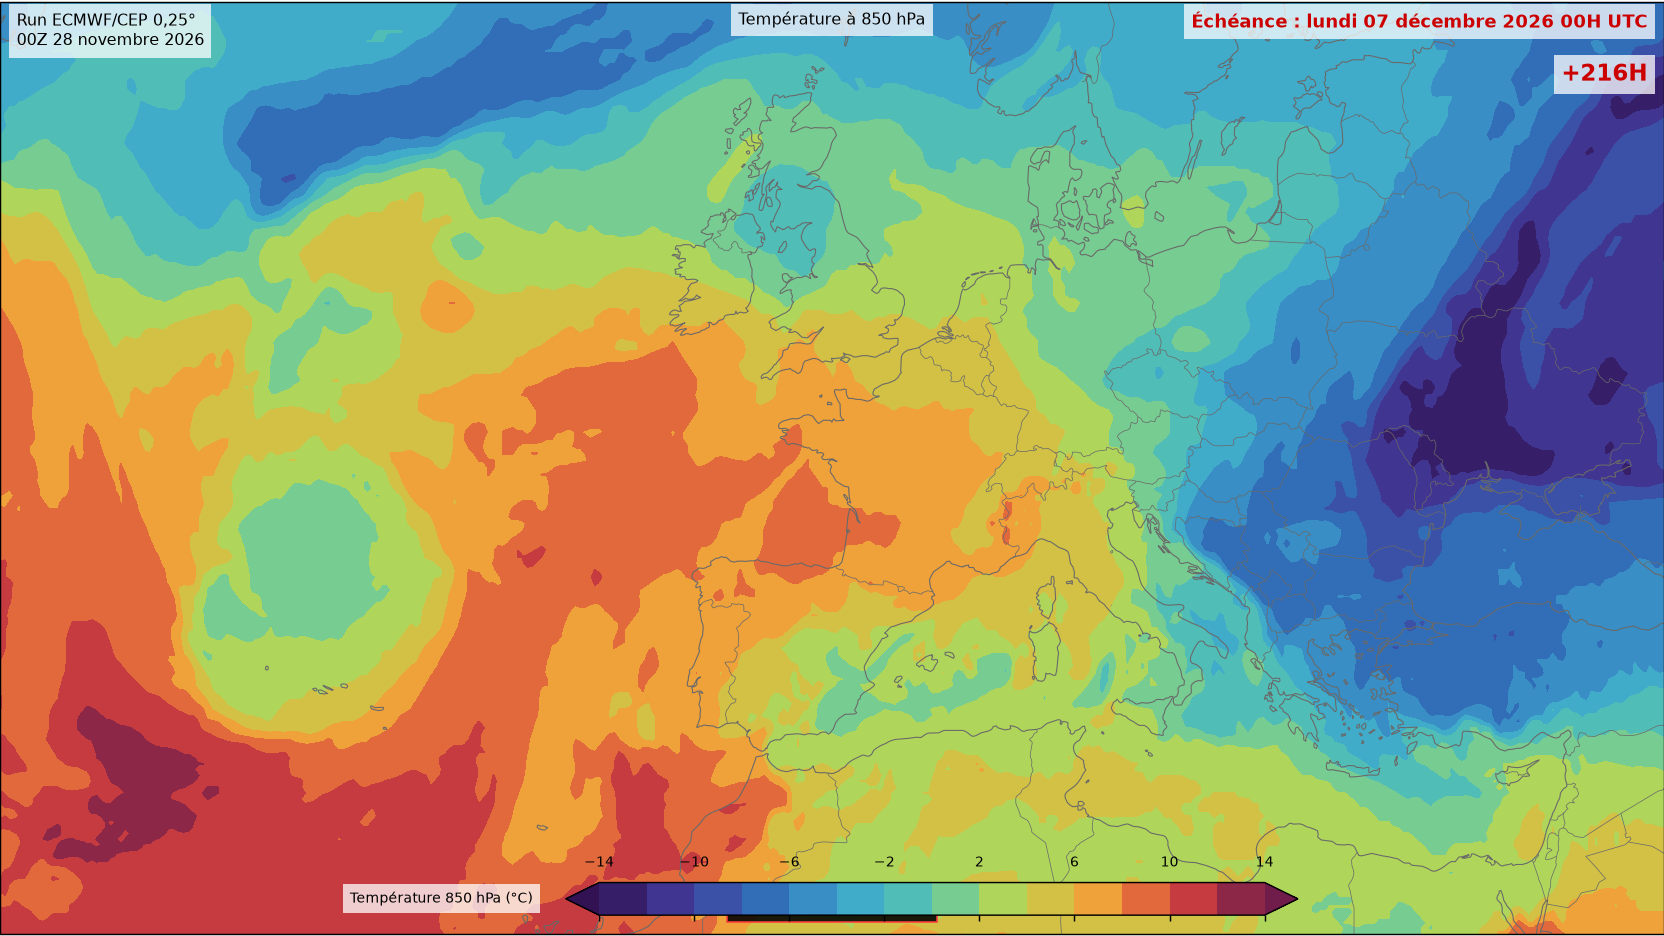 Run ECMWF/CEP 0,25°
00Z 28 novembre 2026
Température à 850 hPa
Échéance : lundi 07 décembre 2026 00H UTC
+216H
−14 −10 −6 −2 2 6 10 14
Température 850 hPa (°C)